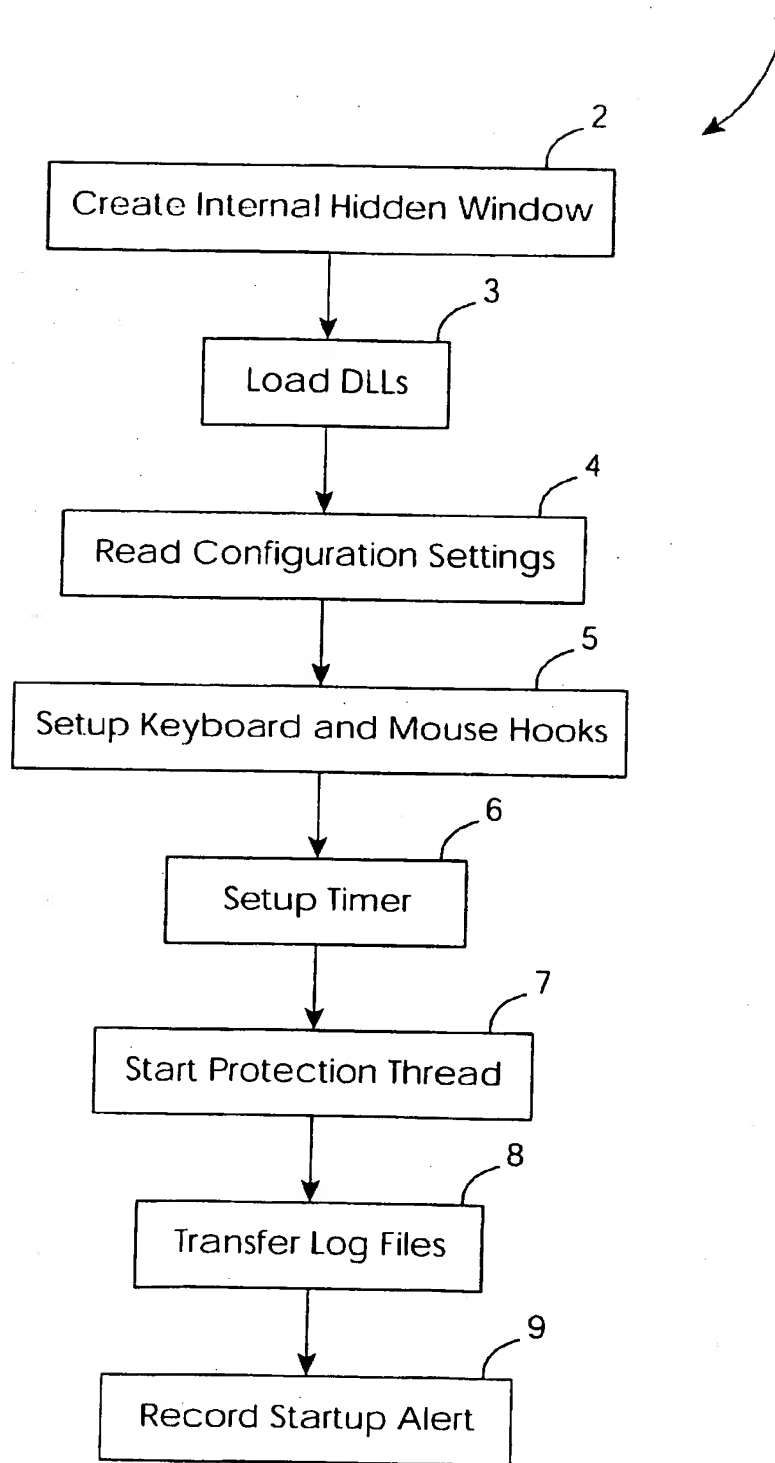 2
Create Internal Hidden Window
3
Load DLLs
4
Read Configuration Settings
5
Setup Keyboard and Mouse Hooks
6
Setup Timer
7
Start Protection Thread
8
Transfer Log Files
9
Record Startup Alert